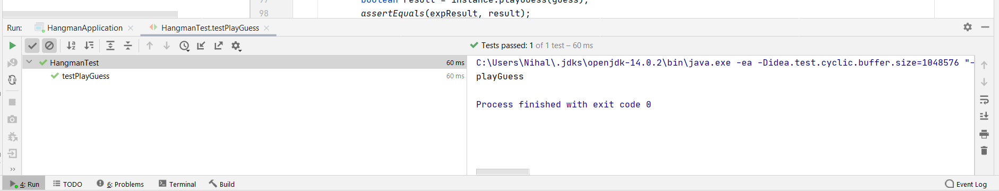 97 boolean result = instance.playGuess(guess);
98 assertEquals(expResult, result);
Run: HangmanApplication HangmanTest.testPlayGuess
Tests passed: 1 of 1 test – 60 ms
HangmanTest 60 ms
testPlayGuess 60 ms
C:\Users\Nihal\.jdks\openjdk-14.0.2\bin\java.exe -ea -Didea.test.cyclic.buffer.size=1048576 "-
playGuess
Process finished with exit code 0
4: Run TODO 6: Problems Terminal Build Event Log